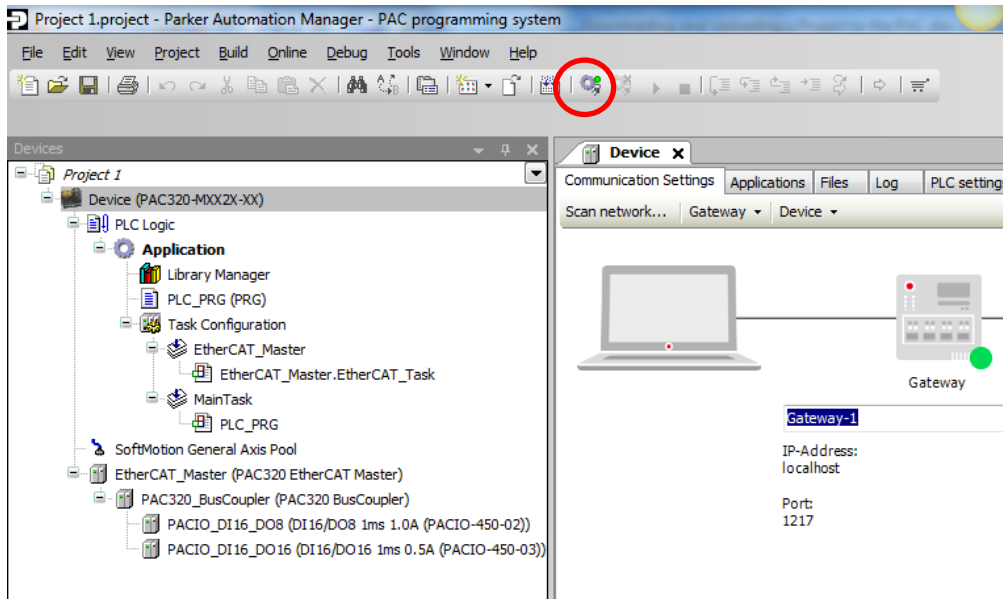 Project 1.project - Parker Automation Manager - PAC programming system
File Edit View Project Build Online Debug Tools Window Help
Devices
Project 1
Device (PAC320-MXX2X-XX)
PLC Logic
Application
Library Manager
PLC_PRG (PRG)
Task Configuration
EtherCAT_Master
EtherCAT_Master.EtherCAT_Task
MainTask
PLC_PRG
SoftMotion General Axis Pool
EtherCAT_Master (PAC320 EtherCAT Master)
PAC320_BusCoupler (PAC320 BusCoupler)
PACIO_DI16_DO8 (DI16/DO8 1ms 1.0A (PACIO-450-02))
PACIO_DI16_DO16 (DI16/DO16 1ms 0.5A (PACIO-450-03))
Device
Communication Settings Applications Files Log PLC setting
Scan network... Gateway Device
Gateway
Gateway-1
IP-Address:
localhost
Port:
1217